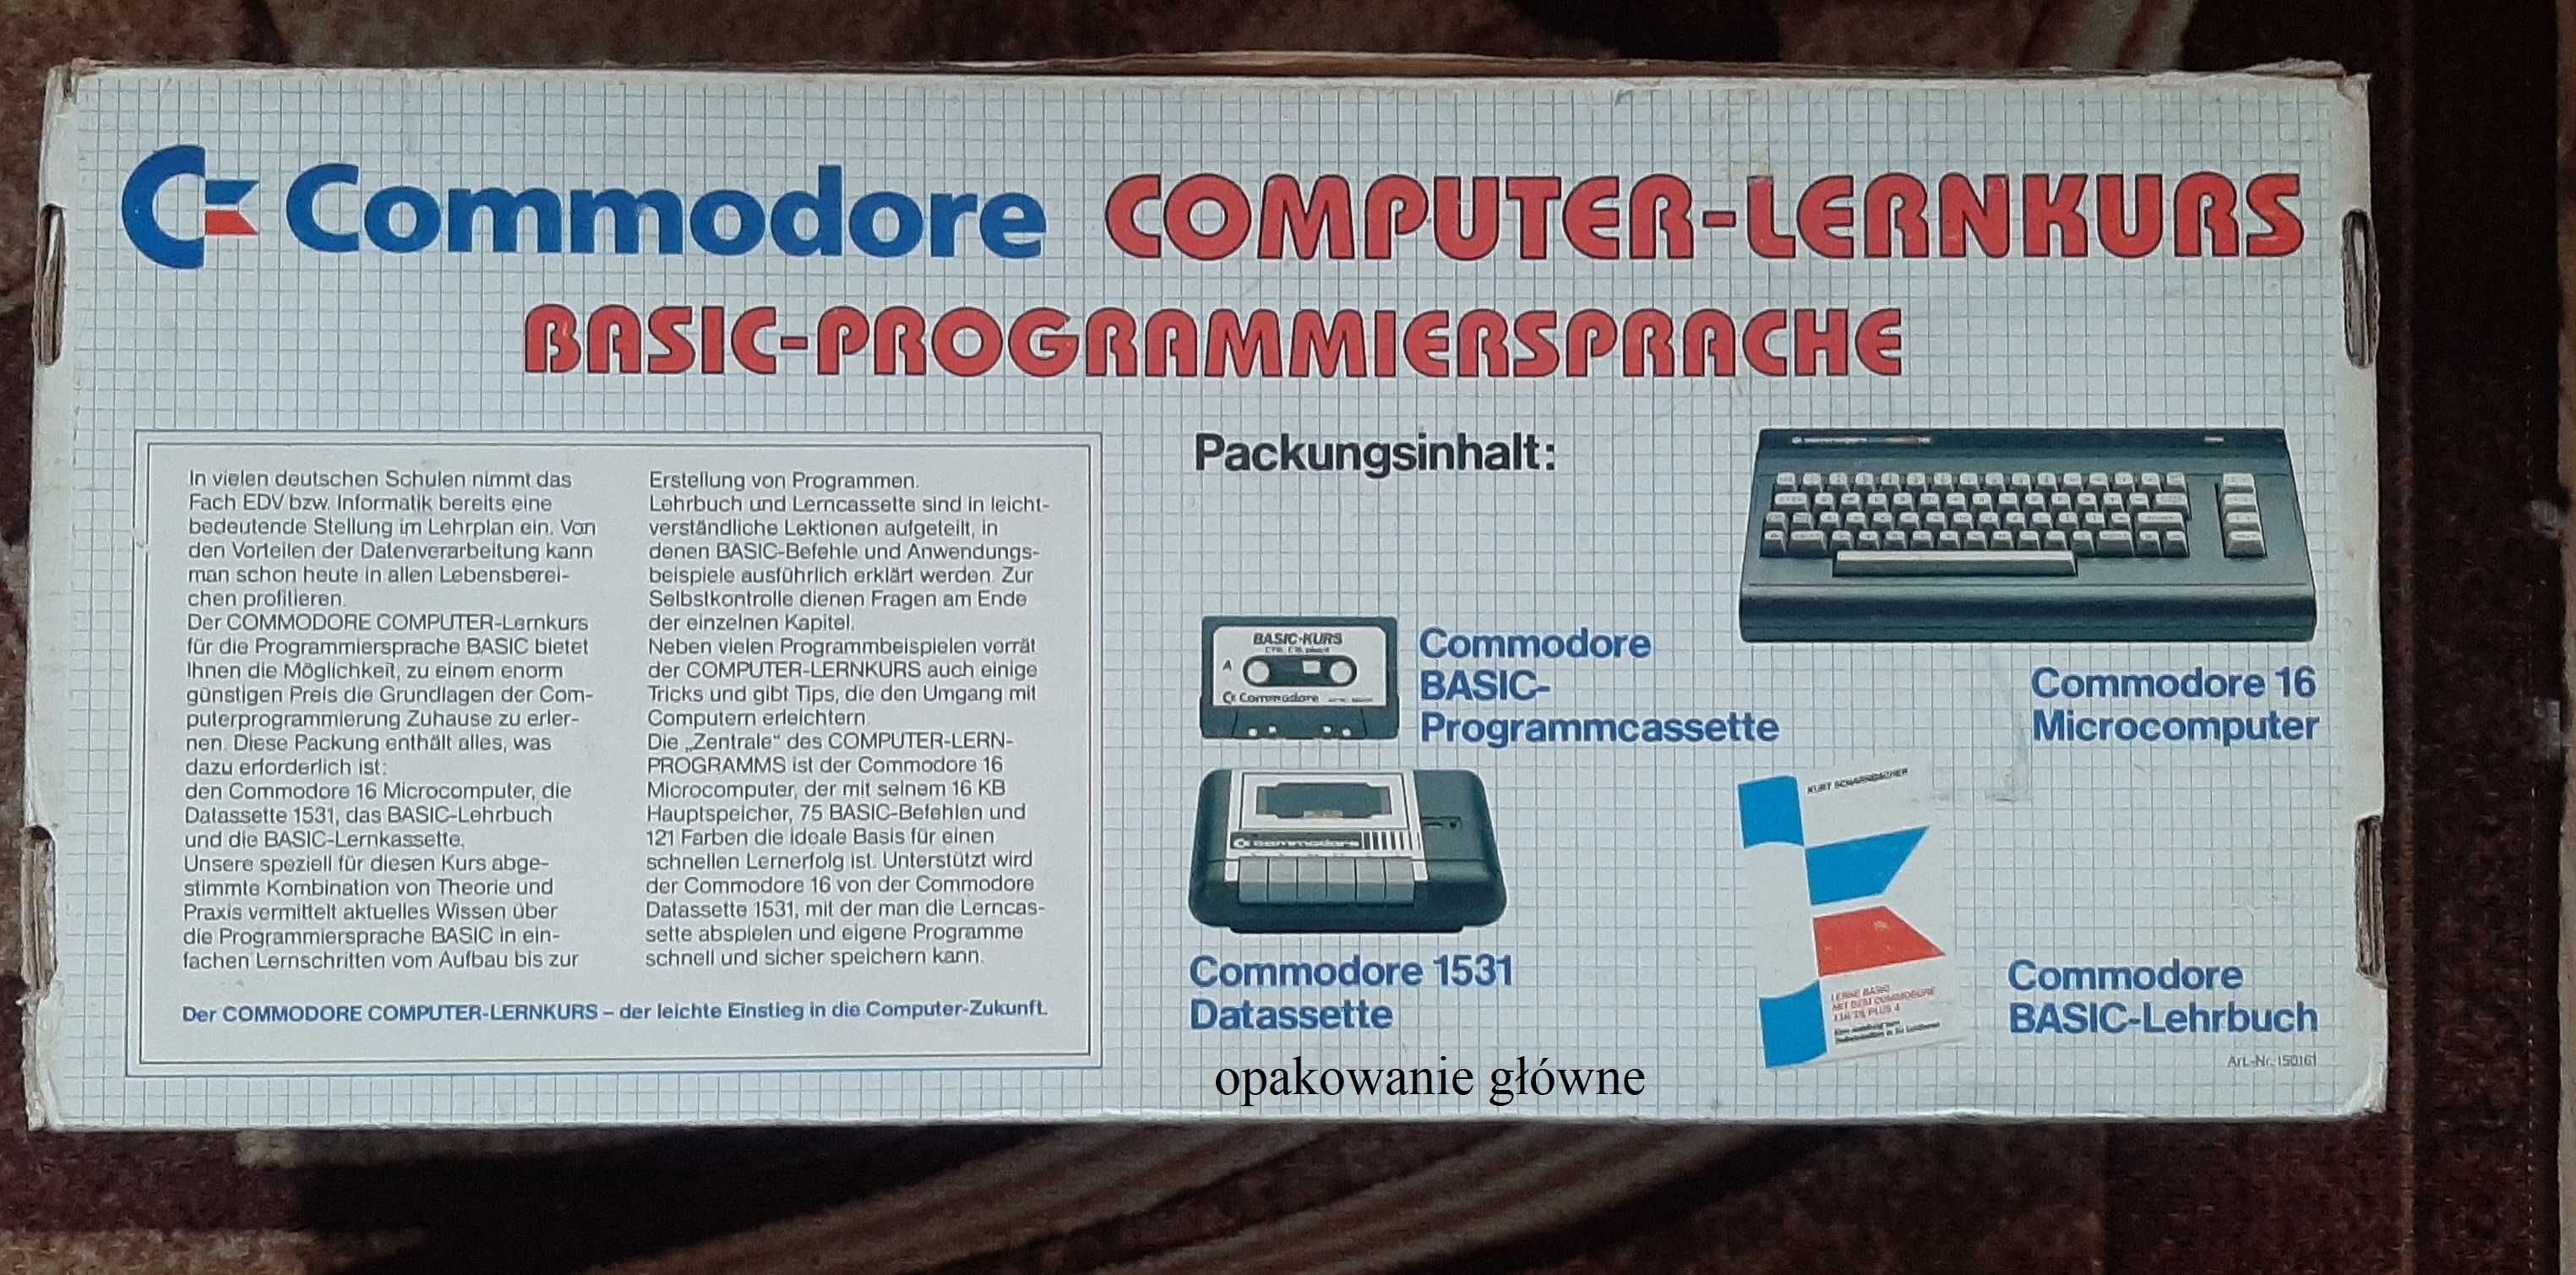 Commodore COMPUTER-LERNKURS
BASIC-PROGRAMMIERSPRACHE
In vielen deutschen Schulen nimmt das
Fach EDV bzw. Informatik bereits eine
bedeutende Stellung im Lehrplan ein. Von
den Vorteilen der Datenverarbeitung kann
man schon heute in allen Lebensberei-
chen profitieren.
Der COMMODORE COMPUTER-Lernkurs
für die Programmiersprache BASIC bietet
Ihnen die Möglichkeit, zu einem enorm
günstigen Preis die Grundlagen der Com-
puterprogrammierung Zuhause zu erler-
nen. Diese Packung enthält alles, was
dazu erforderlich ist:
den Commodore 16 Microcomputer, die
Datassette 1531, das BASIC-Lehrbuch
und die BASIC-Lernkassette.
Unsere speziell für diesen Kurs abge-
stimmte Kombination von Theorie und
Praxis vermittelt aktuelles Wissen über
die Programmiersprache BASIC in ein-
fachen Lernschritten vom Aufbau bis zur
Erstellung von Programmen.
Lehrbuch und Lerncassette sind in leicht-
verständliche Lektionen aufgeteilt, in
denen BASIC-Befehle und Anwendungs-
beispiele ausführlich erklärt werden. Zur
Selbstkontrolle dienen Fragen am Ende
der einzelnen Kapitel.
Neben vielen Programmbeispielen verrät
der COMPUTER-LERNKURS auch einige
Tricks und gibt Tips, die den Umgang mit
Computern erleichtern.
Die „Zentrale“ des COMPUTER-LERN-
PROGRAMMS ist der Commodore 16
Microcomputer, der mit seinem 16 KB
Hauptspeicher, 75 BASIC-Befehlen und
121 Farben die ideale Basis für einen
schnellen Lernerfolg ist. Unterstützt wird
der Commodore 16 von der Commodore
Datassette 1531, mit der man die Lerncas-
sette abspielen und eigene Programme
schnell und sicher speichern kann.
Der COMMODORE COMPUTER-LERNKURS – der leichte Einstieg in die Computer-Zukunft.
Packungsinhalt:
BASIC-KURS
A
Commodore
Commodore
BASIC-
Programmcassette
Commodore 16
Microcomputer
commodore
Commodore 1531
Datassette
KURT SCHARNBACHER
LERNE BASIC
MIT DEM COMMODORE
PLUS 4
Commodore
BASIC-Lehrbuch
Art.-Nr. 150161
opakowanie główne